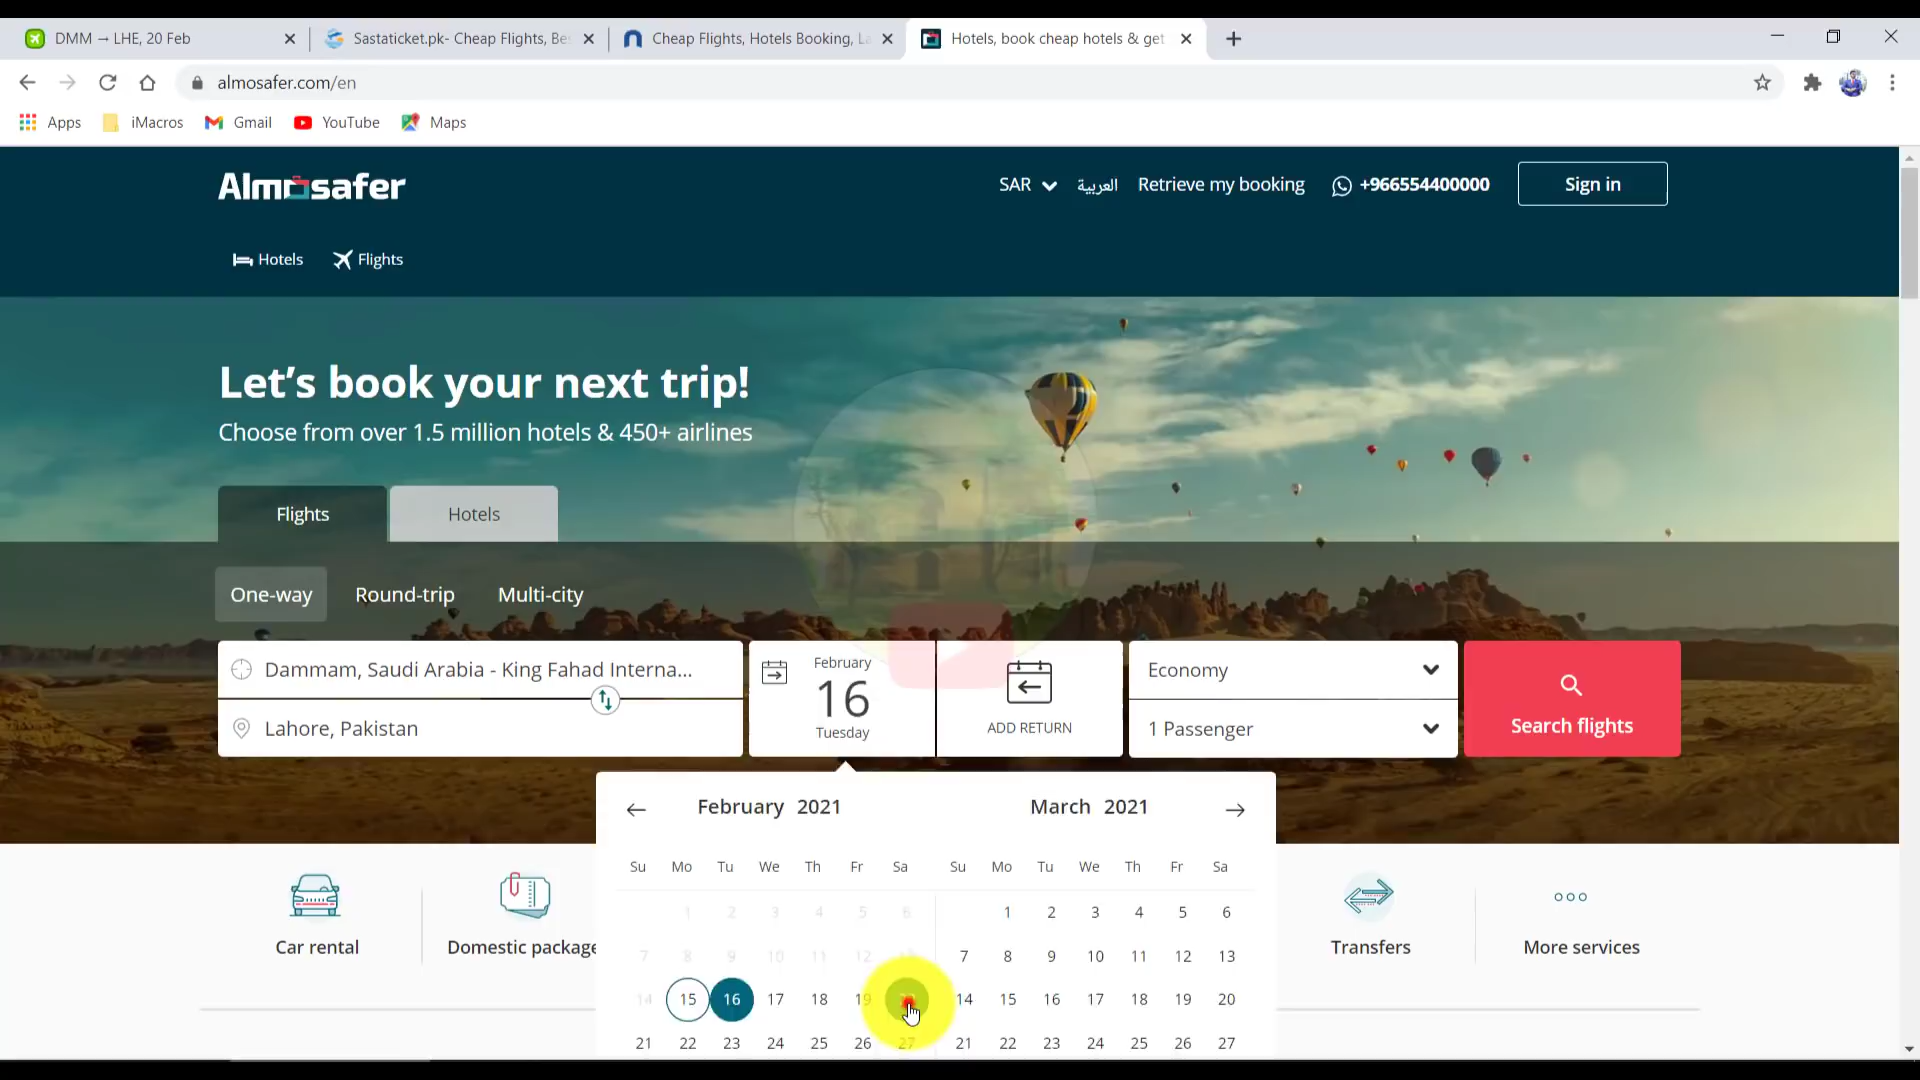 DMM → LHE, 20 Feb
Sastaticket.pk- Cheap Flights, Be
Cheap Flights, Hotels Booking, La
Hotels, book cheap hotels & get
almosafer.com/en
Apps
iMacros
Gmail
YouTube
Maps
Almosafer
SAR
العربية
Retrieve my booking
+966554400000
Sign in
Hotels
Flights
Let's book your next trip!
Choose from over 1.5 million hotels & 450+ airlines
Flights
Hotels
One-way
Round-trip
Multi-city
Dammam, Saudi Arabia - King Fahad Interna...
Lahore, Pakistan
February
16
Tuesday
ADD RETURN
Economy
1 Passenger
Search flights
February 2021
March 2021
Su Mo Tu We Th Fr Sa
Su Mo Tu We Th Fr Sa
1 2 3 4 5 6
1 2 3 4 5 6
7 8 9 10 11 12
7 8 9 10 11 12 13
14 15 16 17 18 19
14 15 16 17 18 19 20
21 22 23 24 25 26 27
21 22 23 24 25 26 27
Car rental
Domestic package
Transfers
More services